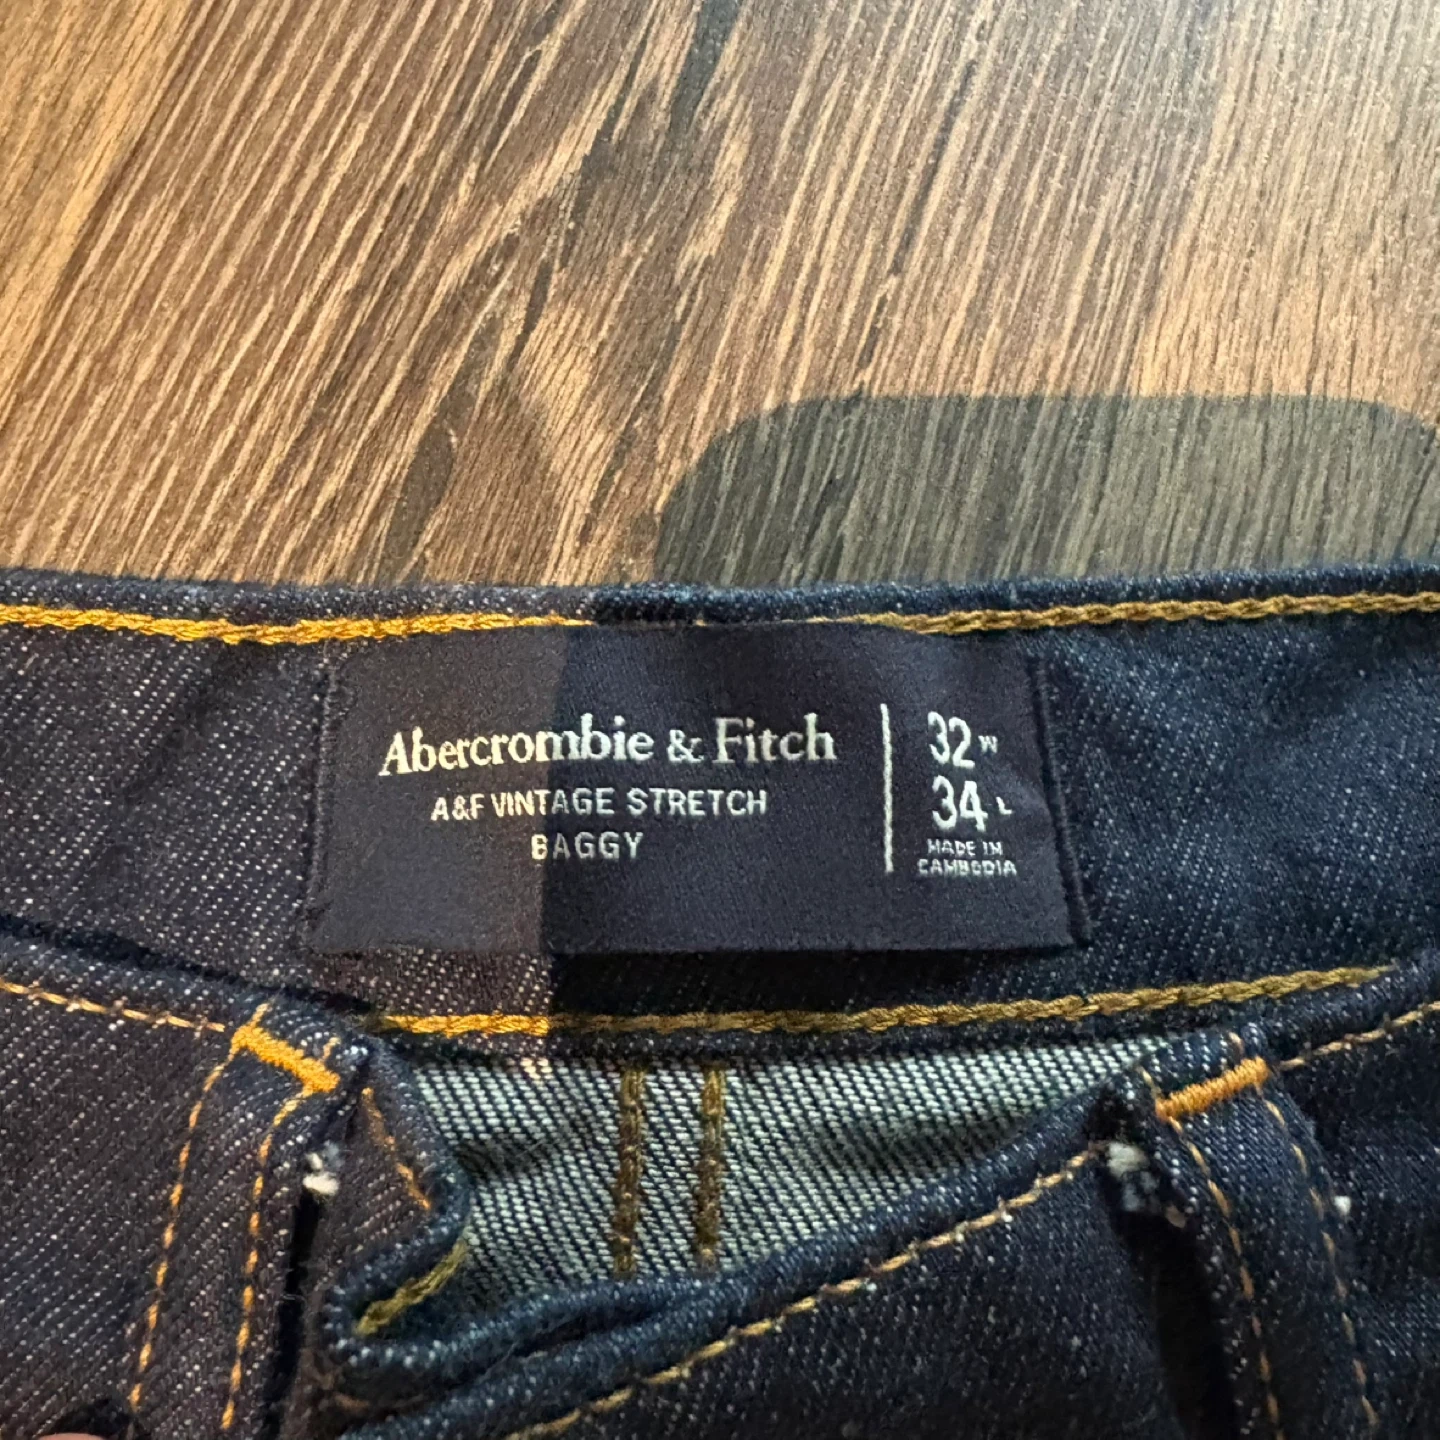 Abercrombie & Fitch
A&F VINTAGE STRETCH
BAGGY
32 W
34 L
MADE IN
CAMBODIA